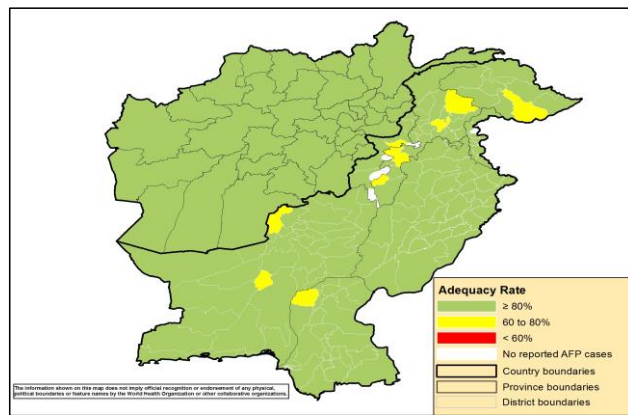 Adequacy Rate
≥ 80%
60 to 80%
< 60%
No reported AFP cases
Country boundaries
Province boundaries
District boundaries
The information shown on this map does not imply official recognition or endorsement of any physical,
political boundaries or feature names by the World Health Organization or other collaborative organizations.